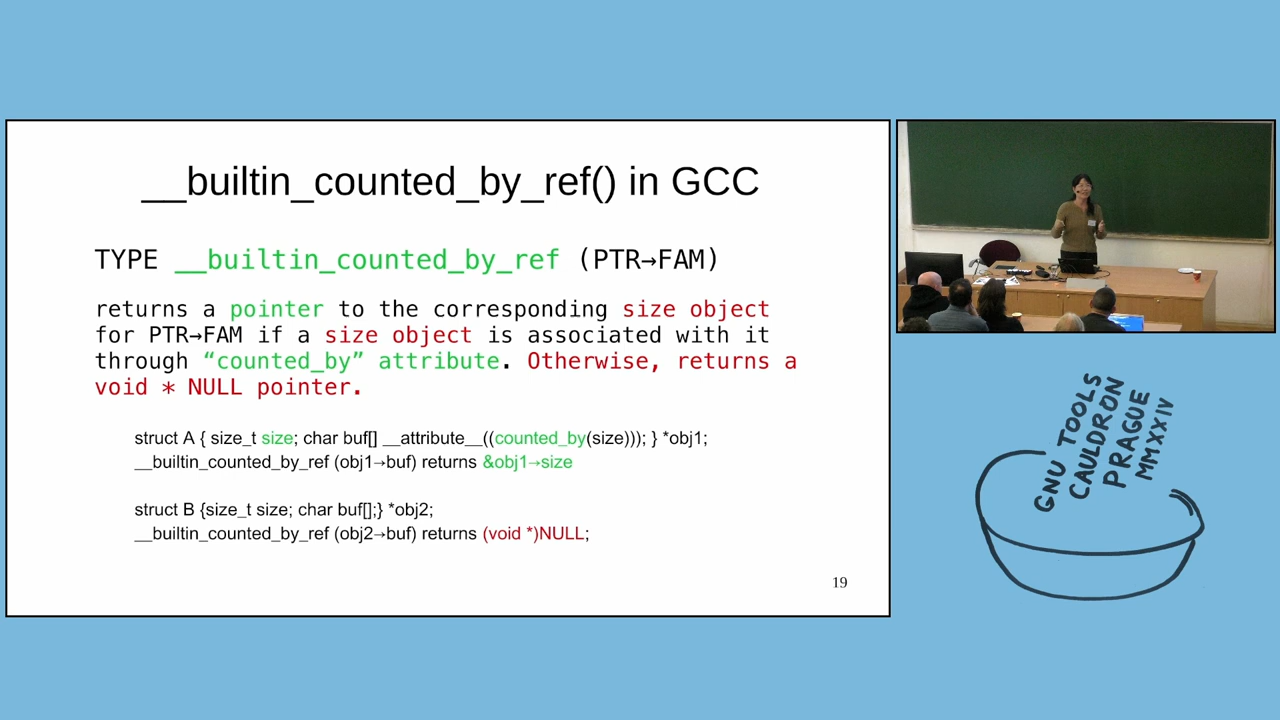 __builtin_counted_by_ref() in GCC
TYPE __builtin_counted_by_ref (PTR→FAM)
returns a pointer to the corresponding size object
for PTR→FAM if a size object is associated with it
through “counted_by” attribute. Otherwise, returns a
void * NULL pointer.
struct A { size_t size; char buf[] __attribute__((counted_by(size))); } *obj1;
__builtin_counted_by_ref (obj1→buf) returns &obj1→size
struct B {size_t size; char buf[];} *obj2;
__builtin_counted_by_ref (obj2→buf) returns (void *)NULL;
19
GNU TOOLS
CAULDRON
PRAGUE
MMXXIV